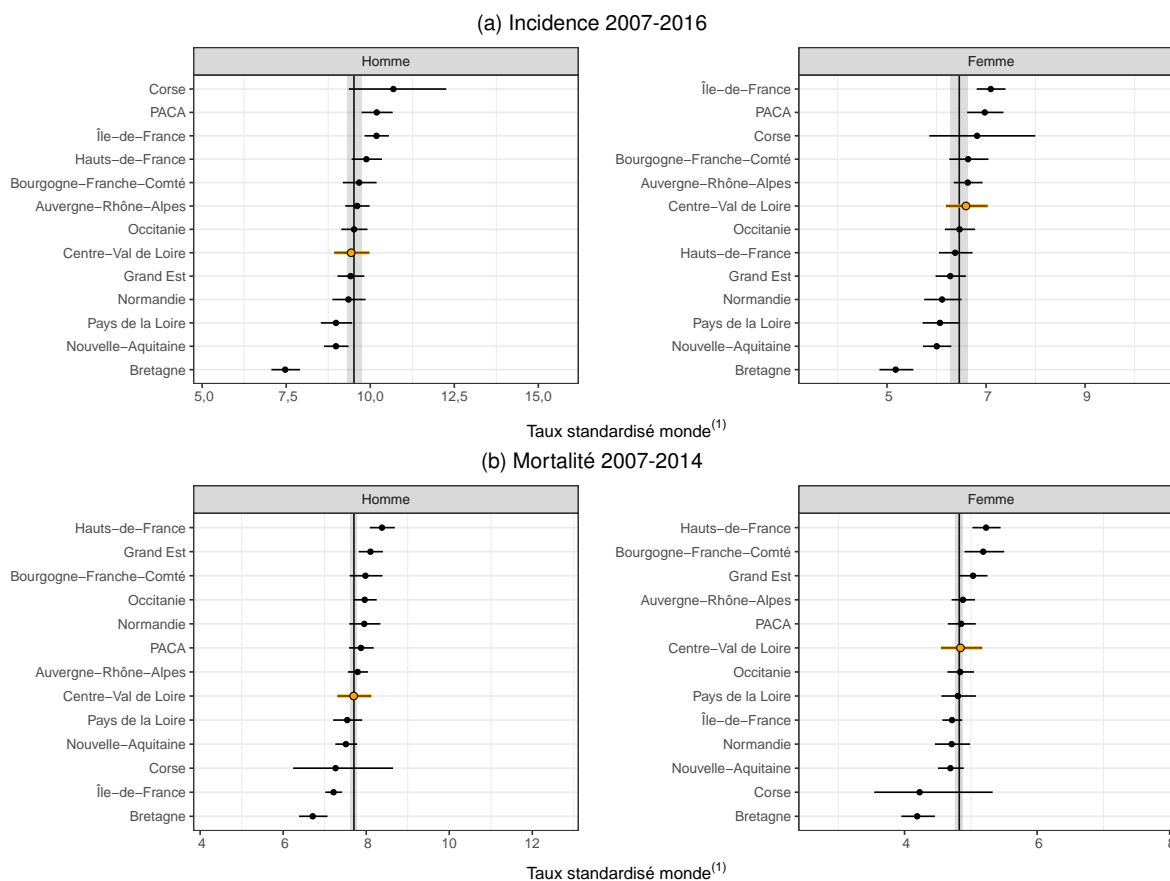 (a) Incidence 2007-2016
Homme
Corse
PACA
Île−de−France
Hauts−de−France
Bourgogne−Franche−Comté
Auvergne−Rhône−Alpes
Occitanie
Centre−Val de Loire
Grand Est
Normandie
Pays de la Loire
Nouvelle−Aquitaine
Bretagne
5,0 7,5 10,0 12,5 15,0
Femme
Île−de−France
PACA
Corse
Bourgogne−Franche−Comté
Auvergne−Rhône−Alpes
Centre−Val de Loire
Occitanie
Hauts−de−France
Grand Est
Normandie
Pays de la Loire
Nouvelle−Aquitaine
Bretagne
5 7 9
Taux standardisé monde(1)
(b) Mortalité 2007-2014
Homme
Hauts−de−France
Grand Est
Bourgogne−Franche−Comté
Occitanie
Normandie
PACA
Auvergne−Rhône−Alpes
Centre−Val de Loire
Pays de la Loire
Nouvelle−Aquitaine
Corse
Île−de−France
Bretagne
4 6 8 10 12
Femme
Hauts−de−France
Bourgogne−Franche−Comté
Grand Est
Auvergne−Rhône−Alpes
PACA
Centre−Val de Loire
Occitanie
Pays de la Loire
Île−de−France
Normandie
Nouvelle−Aquitaine
Corse
Bretagne
4 6 8
Taux standardisé monde(1)